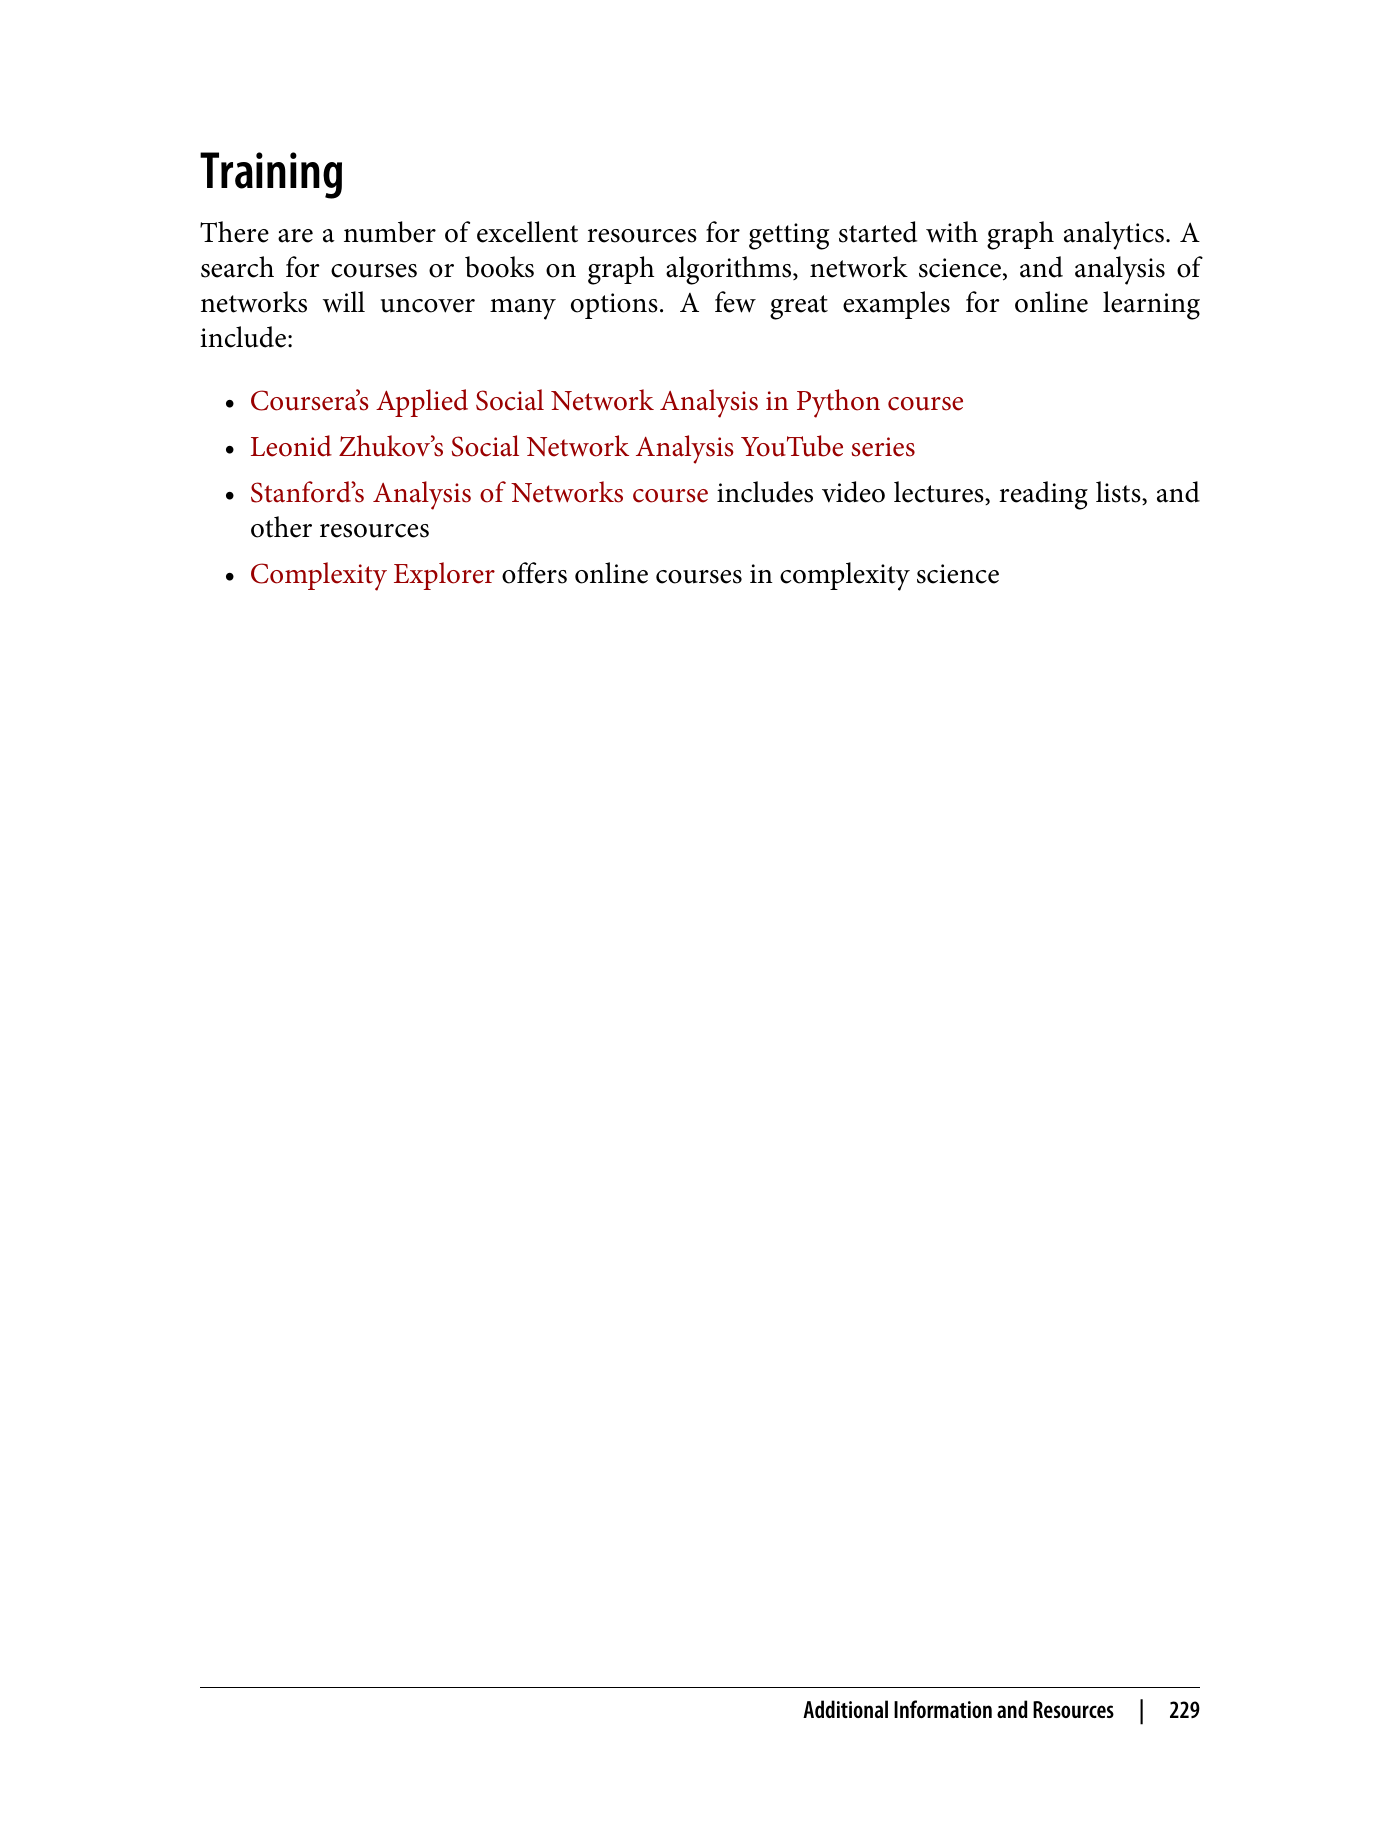 Training
There are a number of excellent resources for getting started with graph analytics. A
search for courses or books on graph algorithms, network science, and analysis of
networks will uncover many options. A few great examples for online learning
include:
• Coursera’s Applied Social Network Analysis in Python course
• Leonid Zhukov’s Social Network Analysis YouTube series
• Stanford’s Analysis of Networks course includes video lectures, reading lists, and
other resources
• Complexity Explorer offers online courses in complexity science
Additional Information and Resources | 229